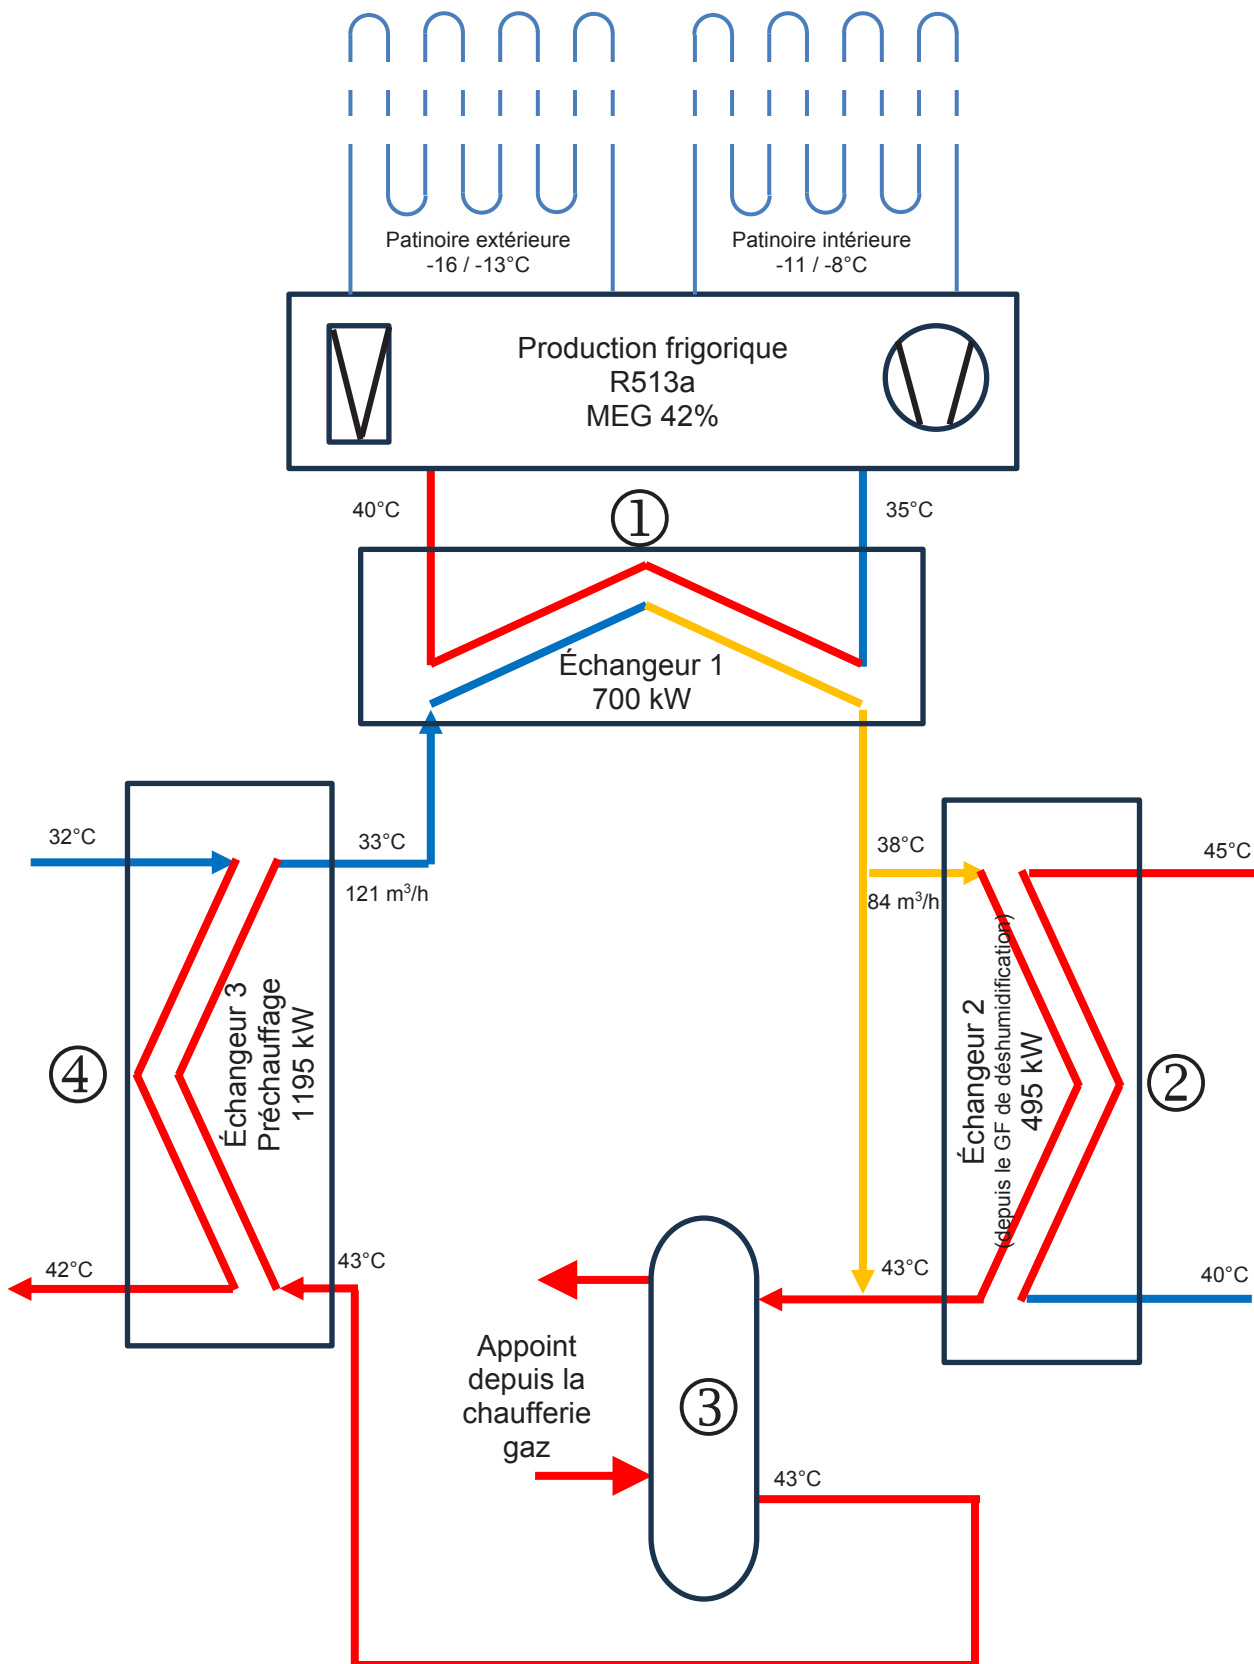 Patinoire extérieure
-16 / -13°C
Patinoire intérieure
-11 / -8°C
Production frigorique
R513a
MEG 42%
40°C
①
35°C
Échangeur 1
700 kW
32°C
33°C
121 m³/h
38°C
84 m³/h
45°C
④
Échangeur 3
Préchauffage
1195 kW
Échangeur 2
(depuis le GF de déshumidification)
495 kW
②
42°C
43°C
43°C
40°C
Appoint
depuis la
chaufferie
gaz
③
43°C